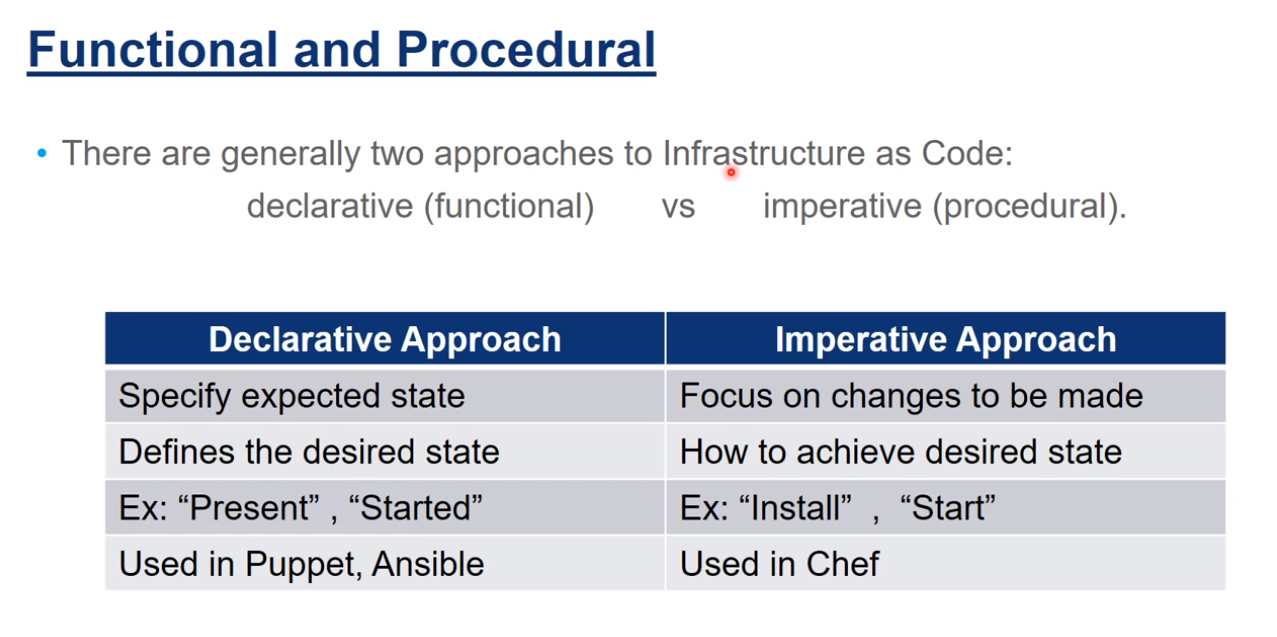 Functional and Procedural
• There are generally two approaches to Infrastructure as Code:
declarative (functional) vs imperative (procedural).
Declarative Approach Imperative Approach
Specify expected state Focus on changes to be made
Defines the desired state How to achieve desired state
Ex: “Present” , “Started” Ex: “Install” , “Start”
Used in Puppet, Ansible Used in Chef